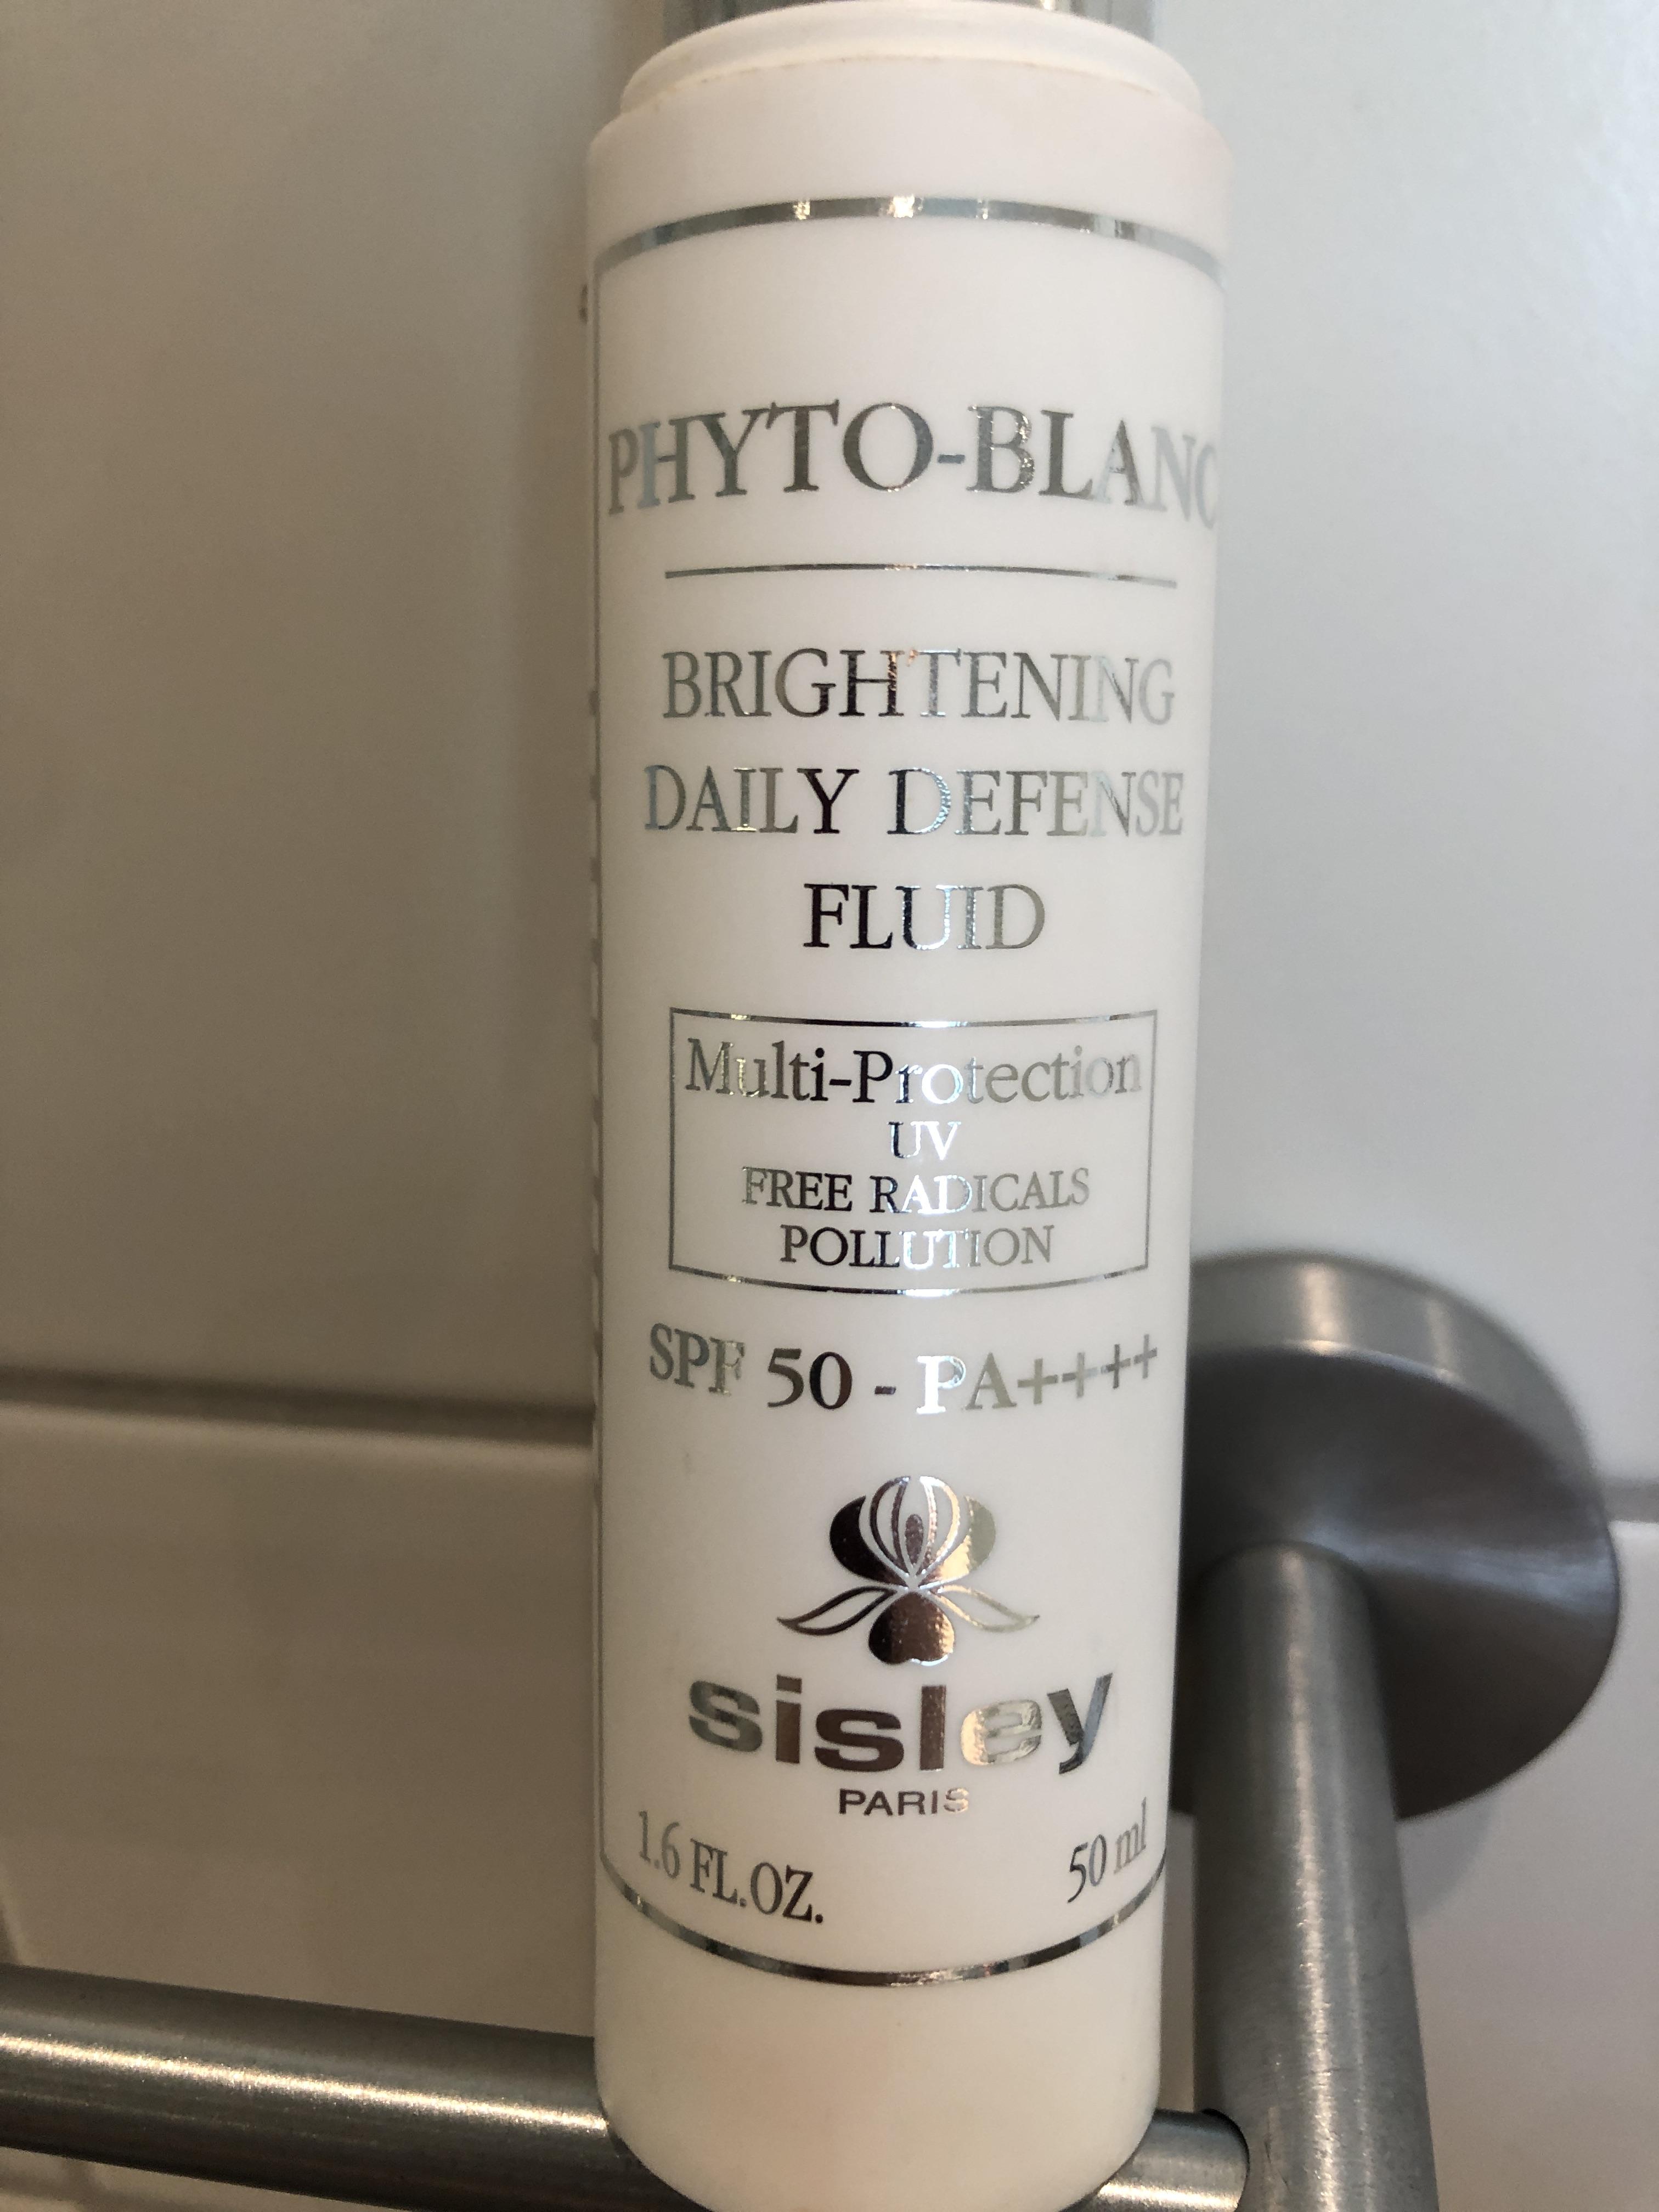 PHYTO-BLANC
BRIGHTENING
DAILY DEFENSE
FLUID
Multi-Protection
UV
FREE RADICALS
POLLUTION
SPF 50 - PA++++
sisley
PARIS
1.6 FL.OZ. 50 ml